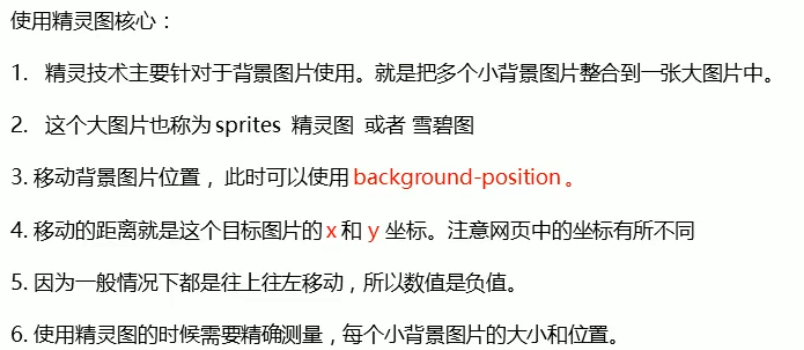 使用精灵图核心：
1. 精灵技术主要针对于背景图片使用。就是把多个小背景图片整合到一张大图片中。
2. 这个大图片也称为 sprites 精灵图 或者 雪碧图
3. 移动背景图片位置， 此时可以使用 background-position 。
4. 移动的距离就是这个目标图片的 x 和 y 坐标。注意网页中的坐标有所不同
5. 因为一般情况下都是往上往左移动，所以数值是负值。
6. 使用精灵图的时候需要精确测量，每个小背景图片的大小和位置。